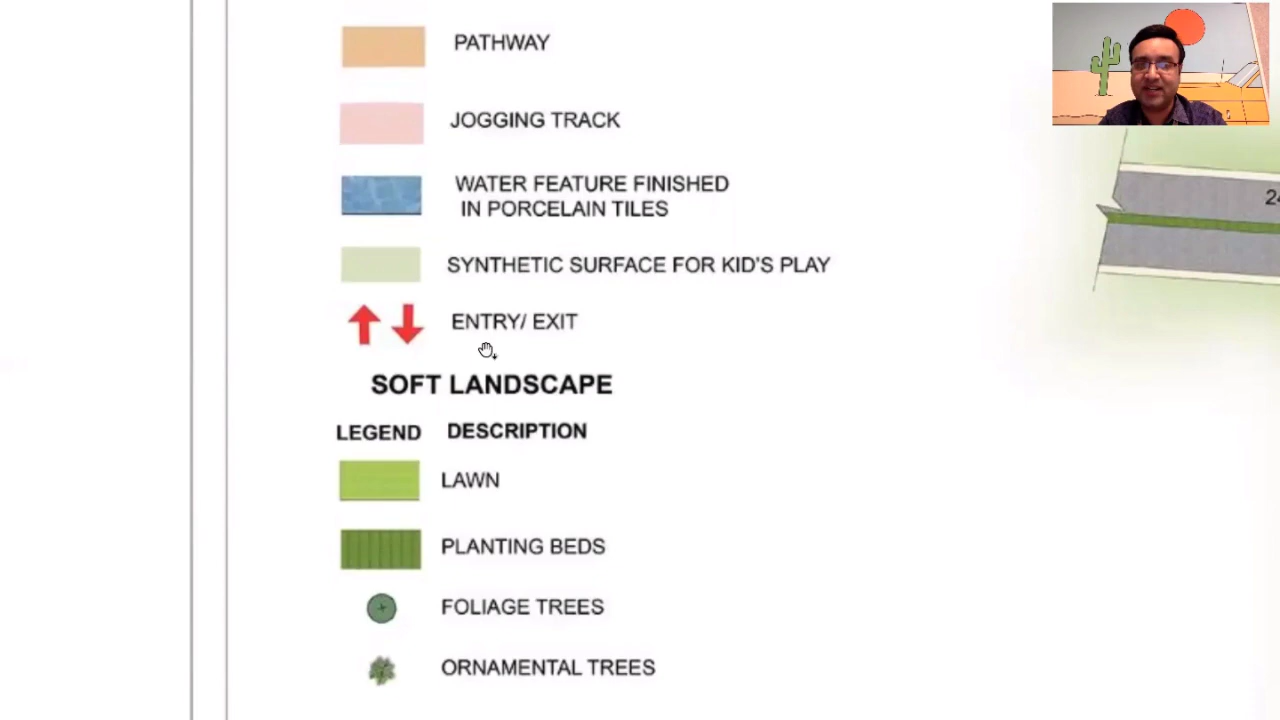 PATHWAY
JOGGING TRACK
WATER FEATURE FINISHED
IN PORCELAIN TILES
SYNTHETIC SURFACE FOR KID'S PLAY
ENTRY/ EXIT
SOFT LANDSCAPE
LEGEND DESCRIPTION
LAWN
PLANTING BEDS
FOLIAGE TREES
ORNAMENTAL TREES